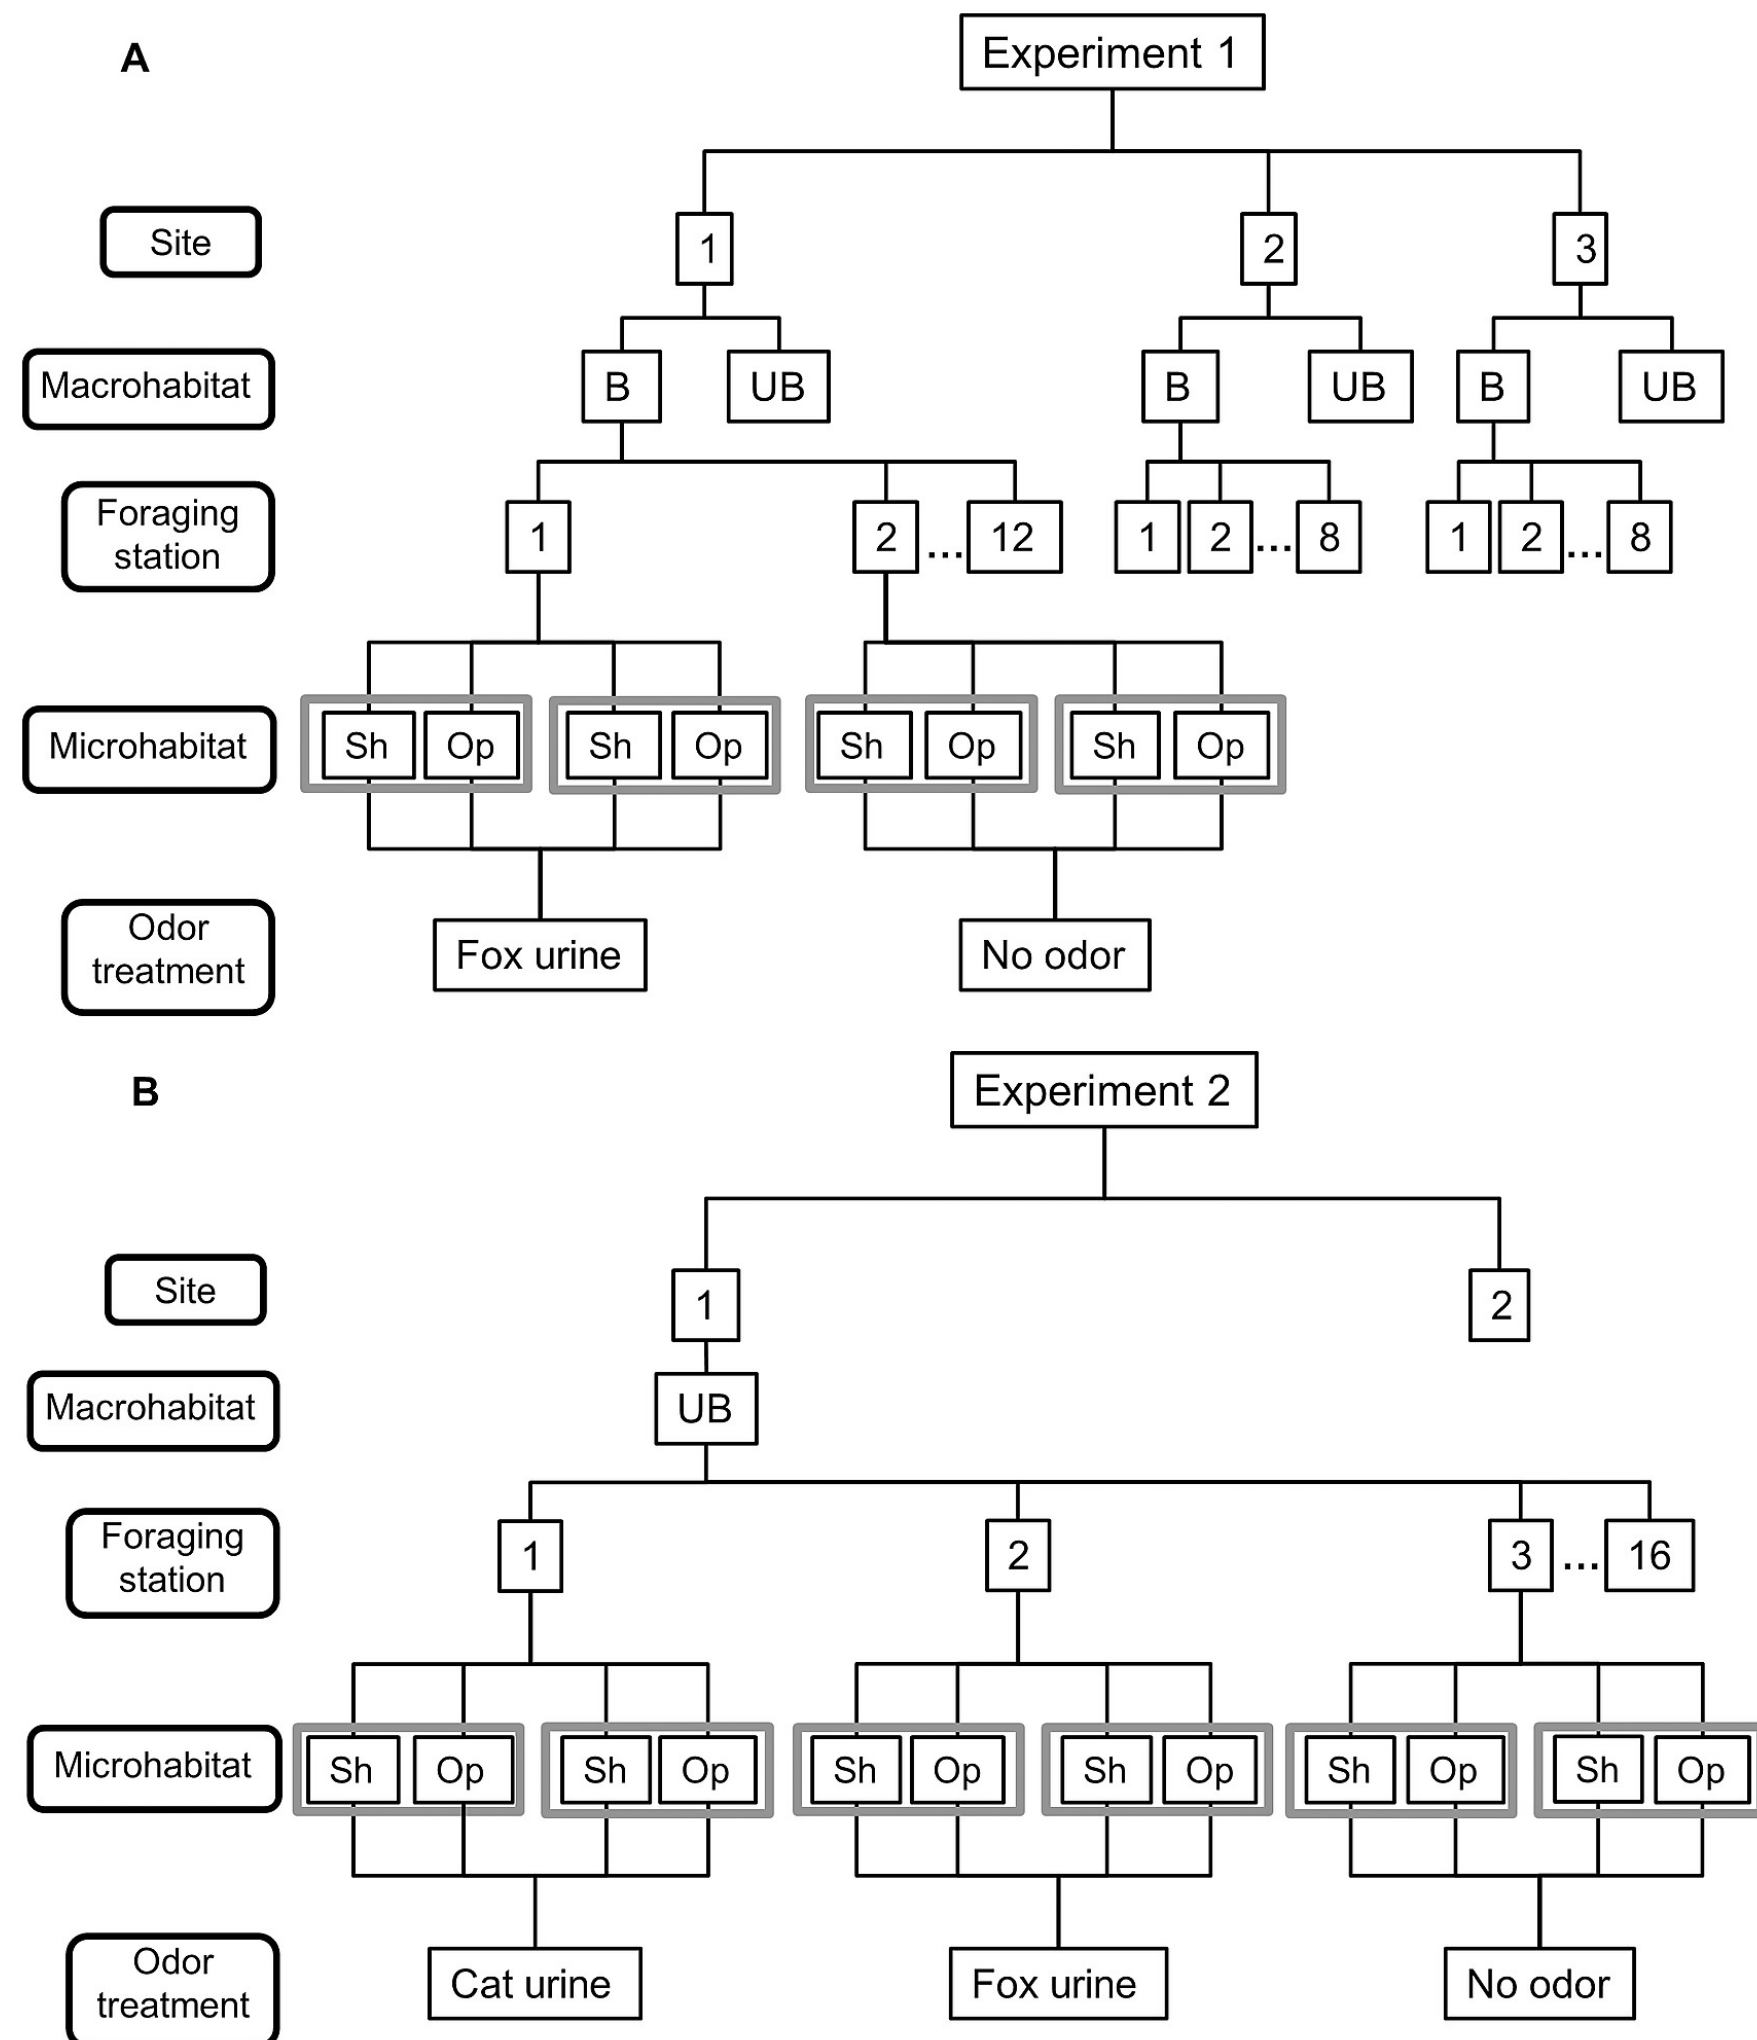 A
Experiment 1
Site
1
2
3
Macrohabitat
B
UB
B
UB
B
UB
Foraging
station
1
2
...
12
1
2
...
8
1
2
...
8
Microhabitat
Sh
Op
Sh
Op
Sh
Op
Sh
Op
Odor
treatment
Fox urine
No odor
B
Experiment 2
Site
1
2
Macrohabitat
UB
Foraging
station
1
2
3
...
16
Microhabitat
Sh
Op
Sh
Op
Sh
Op
Sh
Op
Sh
Op
Sh
Op
Odor
treatment
Cat urine
Fox urine
No odor